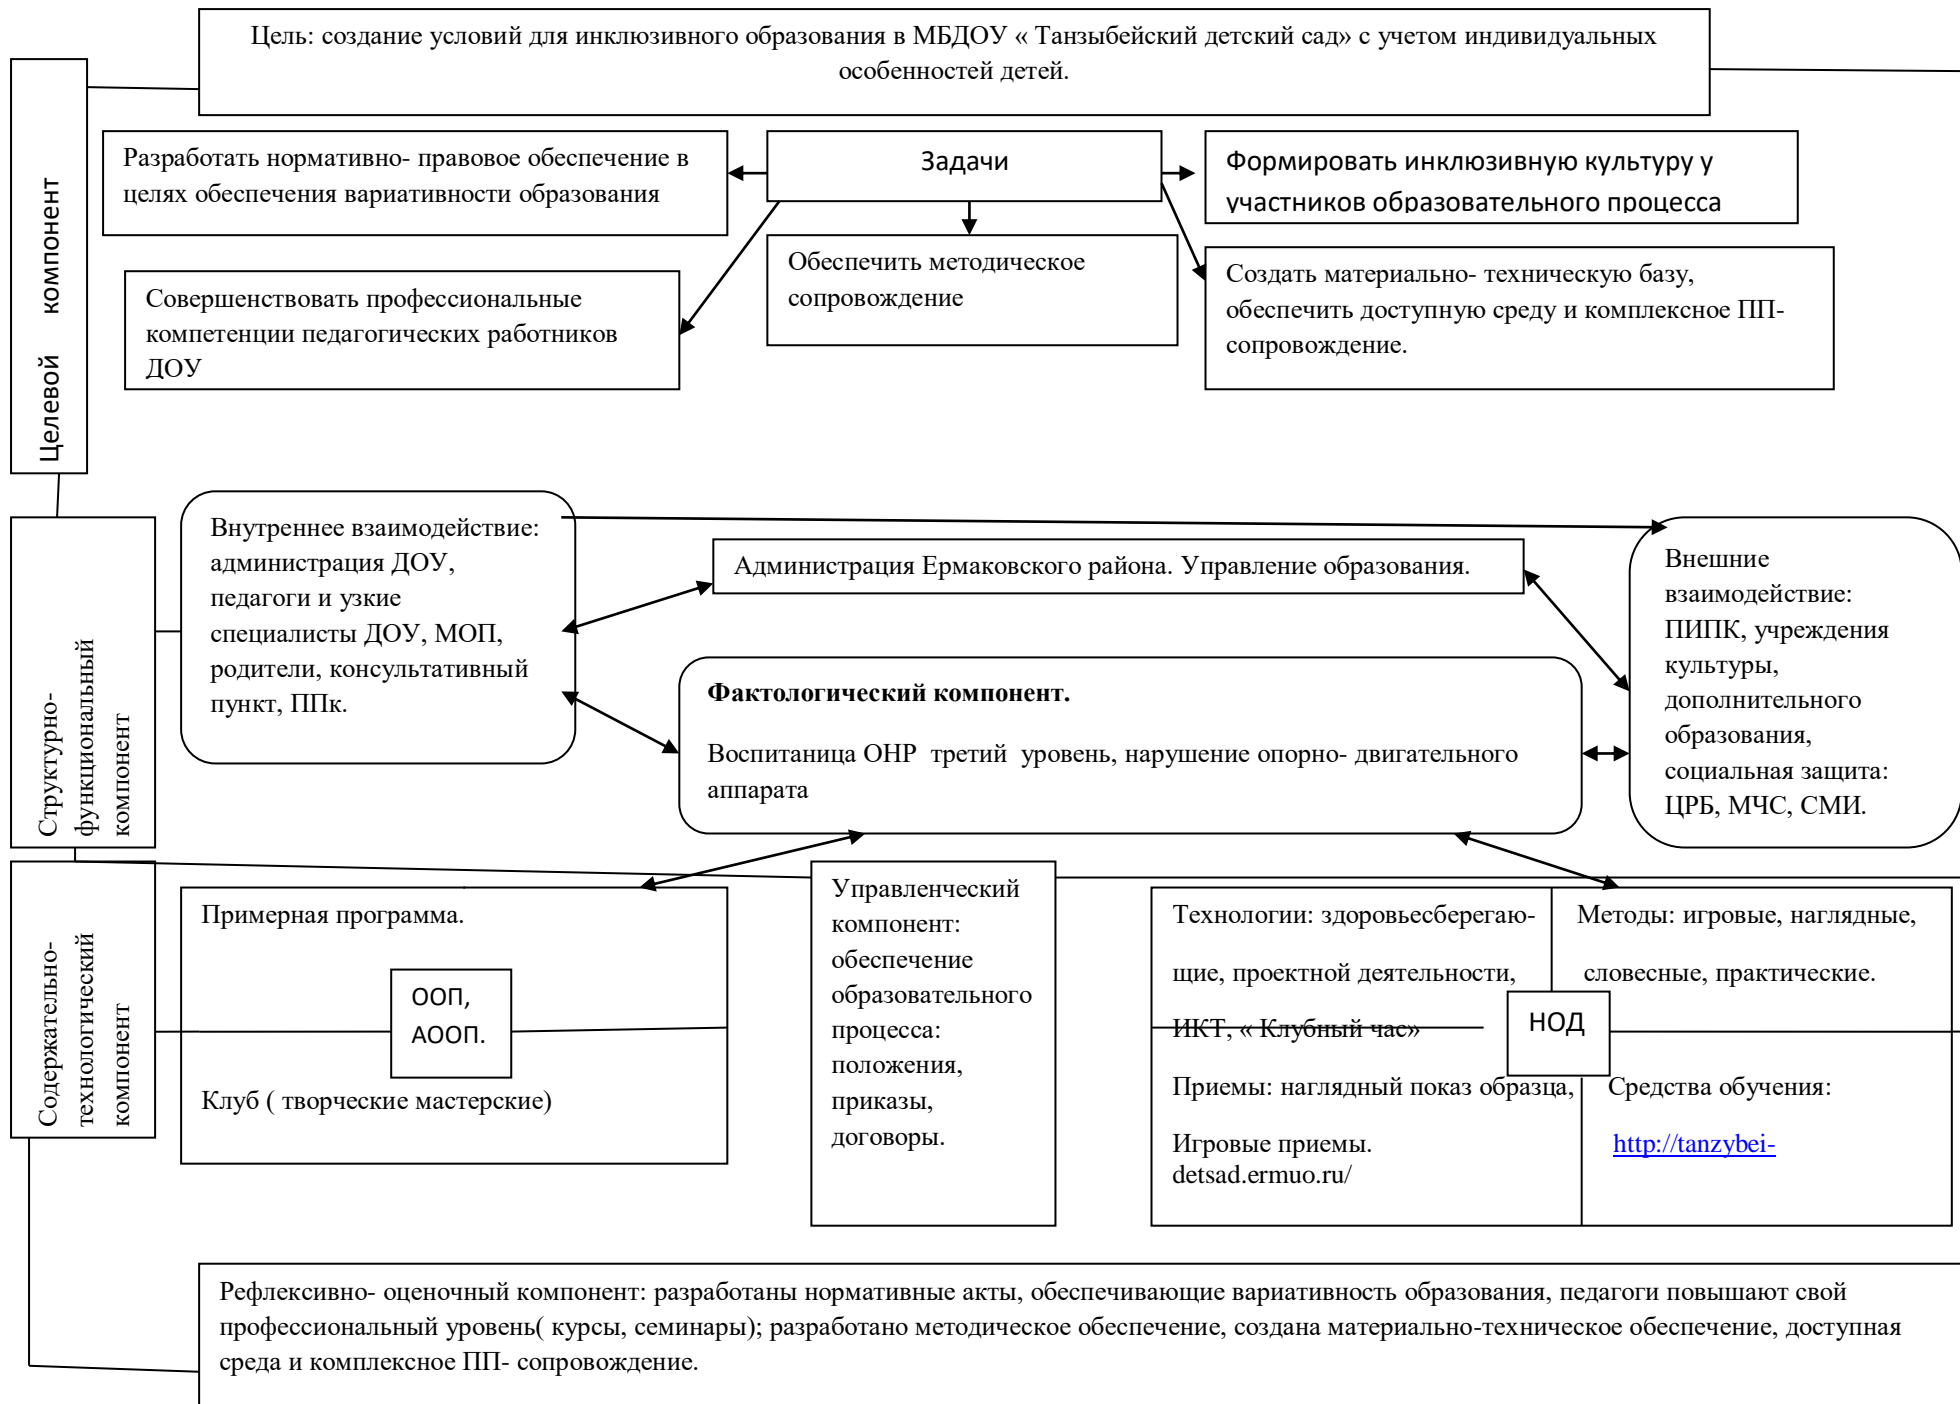 Цель: создание условий для инклюзивного образования в МБДОУ « Танзыбейский детский сад» с учетом индивидуальных
особенностей детей.
Целевой компонент
Разработать нормативно- правовое обеспечение в
целях обеспечения вариативности образования
Задачи
Формировать инклюзивную культуру у
участников образовательного процесса
Совершенствовать профессиональные
компетенции педагогических работников
ДОУ
Обеспечить методическое
сопровождение
Создать материально- техническую базу,
обеспечить доступную среду и комплексное ПП-
сопровождение.
Структурно-
функциональный
компонент
Внутреннее взаимодействие:
администрация ДОУ,
педагоги и узкие
специалисты ДОУ, МОП,
родители, консультативный
пункт, ППк.
Администрация Ермаковского района. Управление образования.
Фактологический компонент.
Воспитаница ОНР третий уровень, нарушение опорно- двигательного
аппарата
Внешние
взаимодействие:
ПИПК, учреждения
культуры,
дополнительного
образования,
социальная защита:
ЦРБ, МЧС, СМИ.
Содержательно-
технологический
компонент
Примерная программа.
ООП,
АООП.
Клуб ( творческие мастерские)
Управленческий
компонент:
обеспечение
образовательного
процесса:
положения,
приказы,
договоры.
Технологии: здоровьесберегаю-
щие, проектной деятельности,
ИКТ, « Клубный час»
Приемы: наглядный показ образца,
Игровые приемы.
detsad.ermuo.ru/
Методы: игровые, наглядные,
словесные, практические.
НОД
Средства обучения:
http://tanzybei-
Рефлексивно- оценочный компонент: разработаны нормативные акты, обеспечивающие вариативность образования, педагоги повышают свой
профессиональный уровень( курсы, семинары); разработано методическое обеспечение, создана материально-техническое обеспечение, доступная
среда и комплексное ПП- сопровождение.